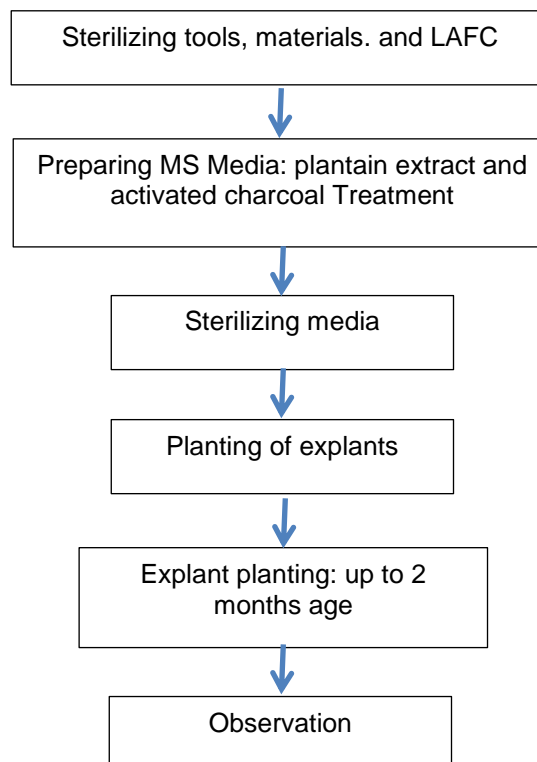 Sterilizing tools, materials. and LAFC
Preparing MS Media: plantain extract and
activated charcoal Treatment
Sterilizing media
Planting of explants
Explant planting: up to 2
months age
Observation